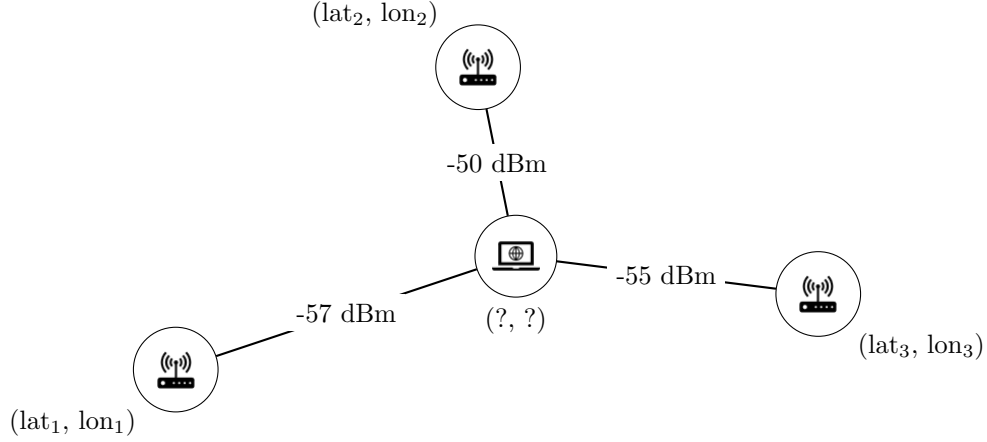 (lat₂, lon₂)
-50 dBm
-55 dBm
-57 dBm
(?, ?)
(lat₃, lon₃)
(lat₁, lon₁)